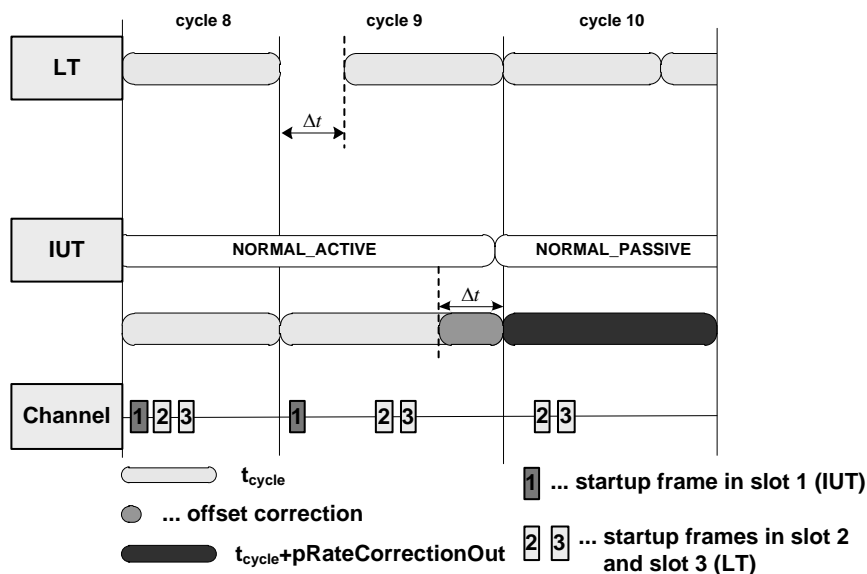 cycle 8
cycle 9
cycle 10
LT
Δt
IUT
NORMAL_ACTIVE
NORMAL_PASSIVE
Δt
Channel
1 2 3
1
2 3
2 3
tcycle
1 ... startup frame in slot 1 (IUT)
... offset correction
tcycle+pRateCorrectionOut
2 3 ... startup frames in slot 2
and slot 3 (LT)